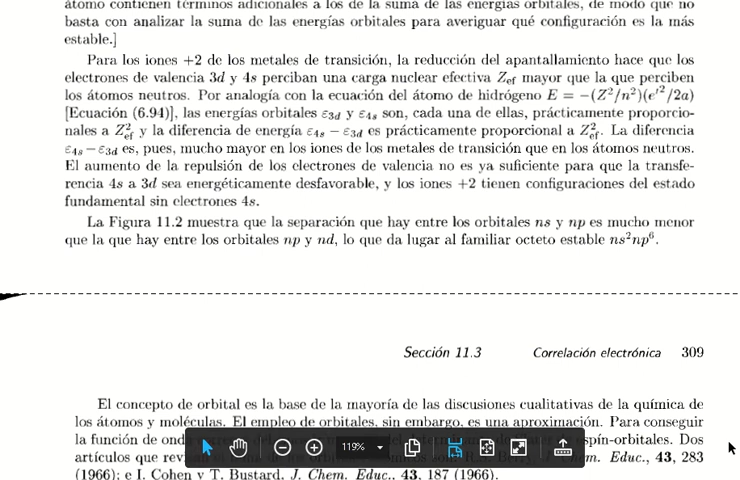 átomo contienen términos adicionales a los de la suma de las energías orbitales, de modo que no
basta con analizar la suma de las energías orbitales para averiguar qué configuración es la más
estable.]
Para los iones +2 de los metales de transición, la reducción del apantallamiento hace que los
electrones de valencia 3d y 4s perciban una carga nuclear efectiva Z_ef mayor que la que perciben
los átomos neutros. Por analogía con la ecuación del átomo de hidrógeno E = −(Z²/n²)(e′²/2a)
[Ecuación (6.94)], las energías orbitales ε₃d y ε₄s son, cada una de ellas, prácticamente proporcio-
nales a Z²_ef y la diferencia de energía ε₄s − ε₃d es prácticamente proporcional a Z²_ef. La diferencia
ε₄s − ε₃d es, pues, mucho mayor en los iones de los metales de transición que en los átomos neutros.
El aumento de la repulsión de los electrones de valencia no es ya suficiente para que la transfe-
rencia 4s a 3d sea energéticamente desfavorable, y los iones +2 tienen configuraciones del estado
fundamental sin electrones 4s.
La Figura 11.2 muestra que la separación que hay entre los orbitales ns y np es mucho menor
que la que hay entre los orbitales np y nd, lo que da lugar al familiar octeto estable ns²np⁶.
Sección 11.3 Correlación electrónica 309
El concepto de orbital es la base de la mayoría de las discusiones cualitativas de la química de
los átomos y moléculas. El empleo de orbitales, sin embargo, es una aproximación. Para conseguir
la función de onda espín-orbitales. Dos
119%
artículos que Chem. Educ., 43, 283
(1966); e I. Cohen y T. Bustard, J. Chem. Educ., 43, 187 (1966).